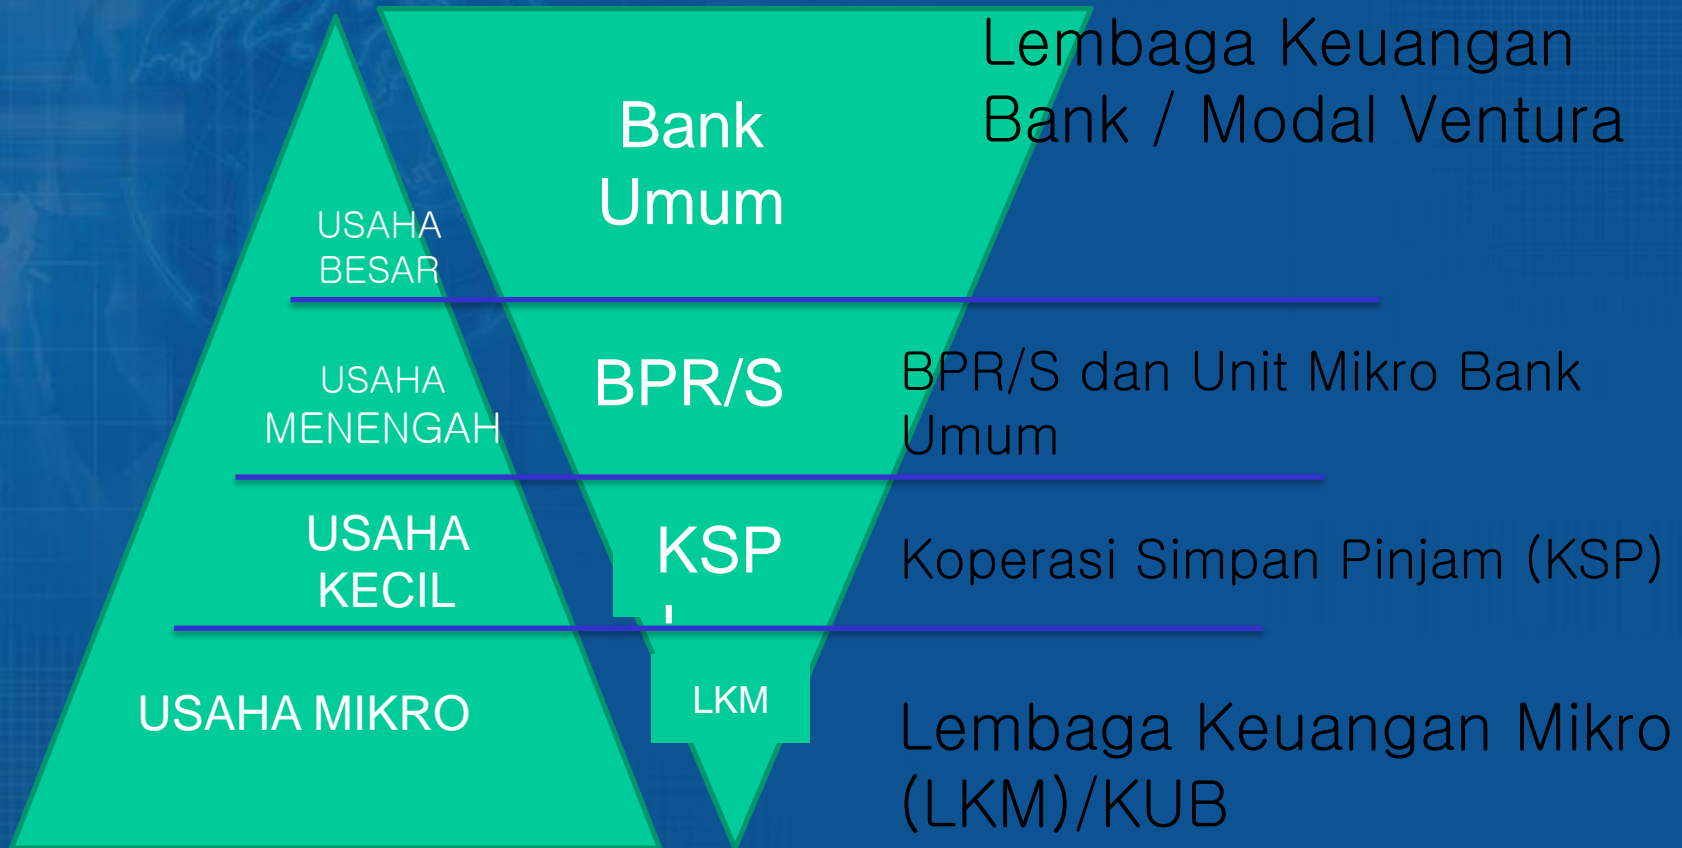 Lembaga Keuangan
Bank / Modal Ventura
Bank
Umum
USAHA
BESAR
BPR/S
BPR/S dan Unit Mikro Bank
Umum
USAHA
MENENGAH
KSP
Koperasi Simpan Pinjam (KSP)
USAHA
KECIL
LKM
USAHA MIKRO
Lembaga Keuangan Mikro
(LKM)/KUB